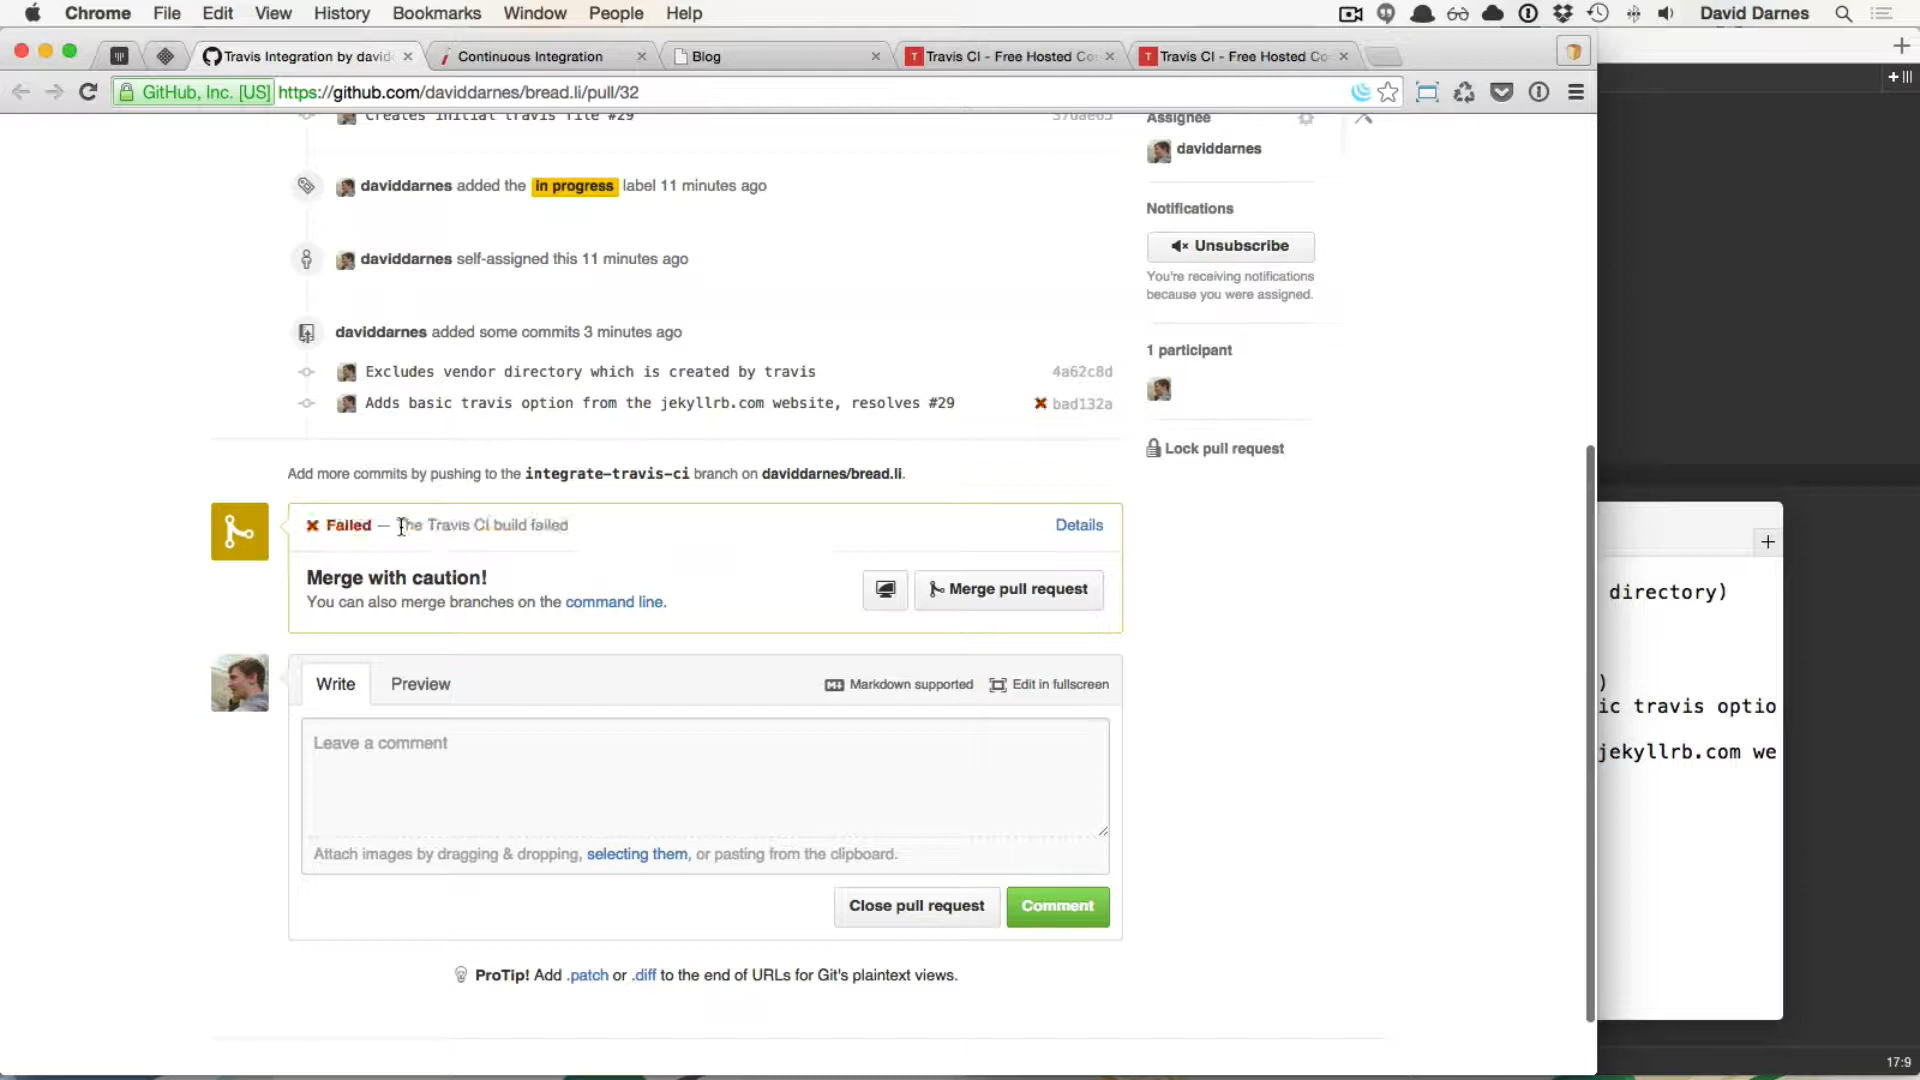 Chrome File Edit View History Bookmarks Window People Help David Darnes
Travis Integration by david Continuous Integration Blog Travis CI - Free Hosted Co Travis CI - Free Hosted Co
GitHub, Inc. [US] https://github.com/daviddarnes/bread.li/pull/32
Creates initial travis file #29 37dae65
Assignee
daviddarnes
daviddarnes added the in progress label 11 minutes ago
Notifications
Unsubscribe
You're receiving notifications
because you were assigned.
daviddarnes self-assigned this 11 minutes ago
daviddarnes added some commits 3 minutes ago
1 participant
Excludes vendor directory which is created by travis 4a62c8d
Adds basic travis option from the jekyllrb.com website, resolves #29 bad132a
Lock pull request
Add more commits by pushing to the integrate-travis-ci branch on daviddarnes/bread.li.
Failed — The Travis CI build failed Details
Merge with caution!
You can also merge branches on the command line.
Merge pull request
Write Preview Markdown supported Edit in fullscreen
Leave a comment
Attach images by dragging & dropping, selecting them, or pasting from the clipboard.
Close pull request Comment
ProTip! Add .patch or .diff to the end of URLs for Git's plaintext views.
directory)
)
ic travis optio
jekyllrb.com we
17:9